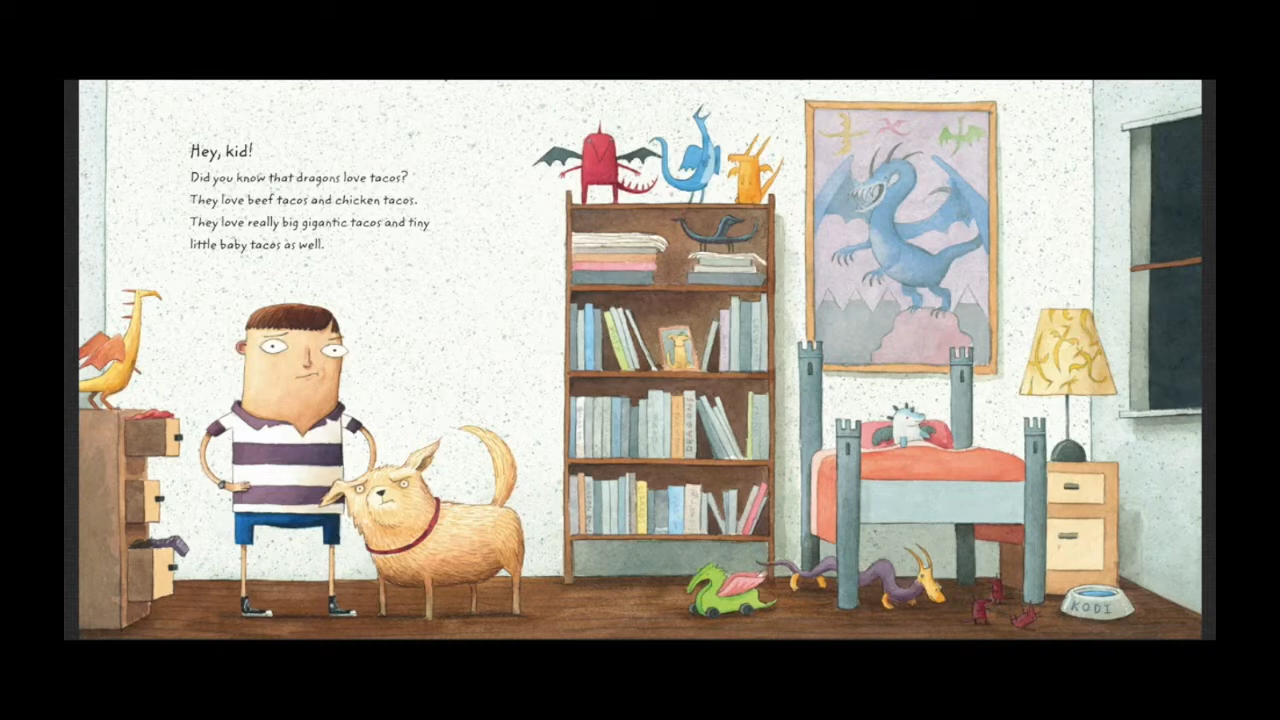 Hey, kid!
Did you know that dragons love tacos?
They love beef tacos and chicken tacos.
They love really big gigantic tacos and tiny
little baby tacos as well.
DRAGONS
KODI